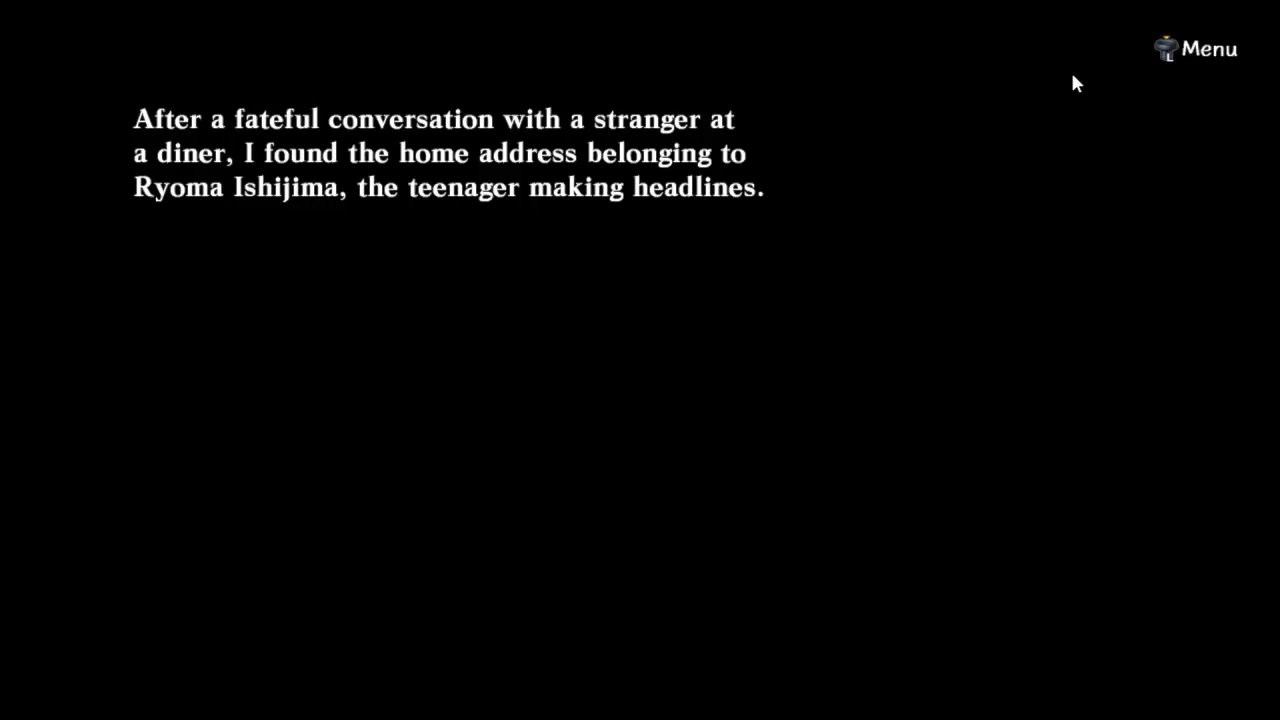 Menu
After a fateful conversation with a stranger at
a diner, I found the home address belonging to
Ryoma Ishijima, the teenager making headlines.